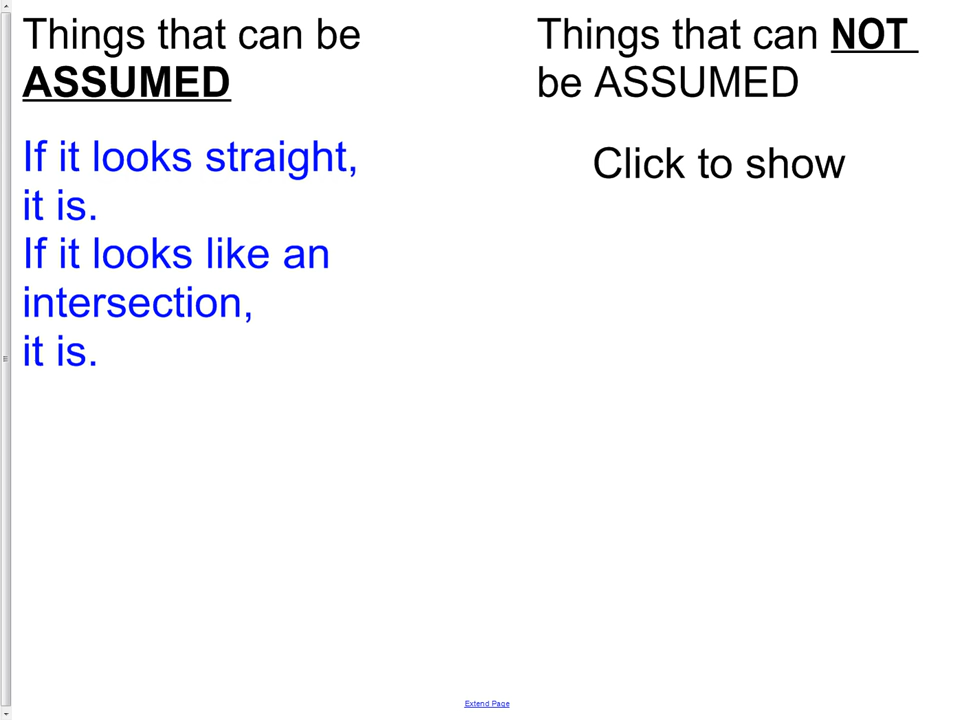 Things that can be
ASSUMED
If it looks straight,
it is.
If it looks like an
intersection,
it is.
Things that can NOT
be ASSUMED
Click to show
Extend Page